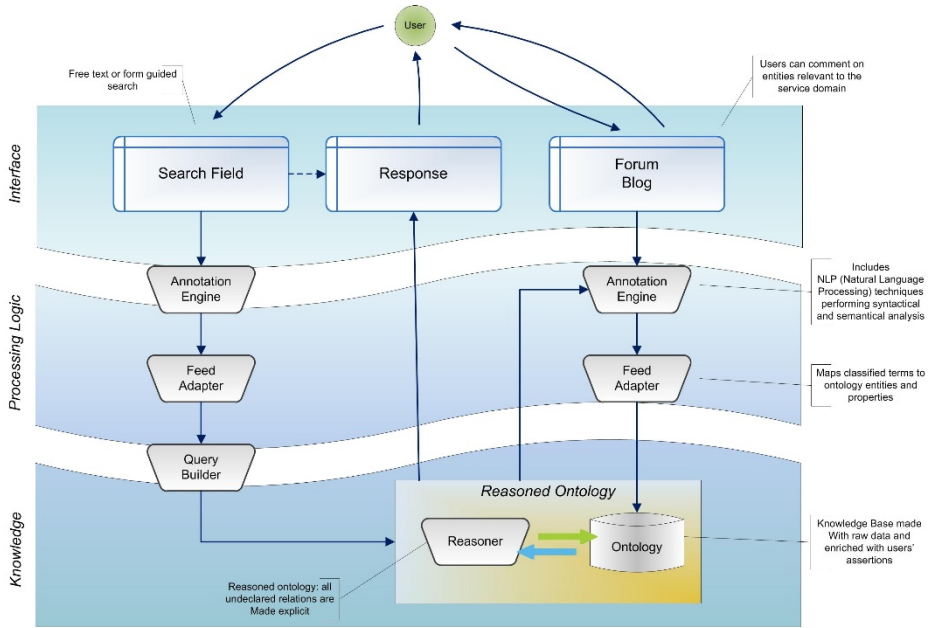 User
Free text or form guided
search
Users can comment on
entities relevant to the
service domain
Interface
Search Field
Response
Forum
Blog
Annotation
Engine
Annotation
Engine
Includes
NLP (Natural Language
Processing) techniques
performing syntactical
and semantical analysis
Processing Logic
Feed
Adapter
Feed
Adapter
Maps classified terms to
ontology entities and
properties
Query
Builder
Knowledge
Reasoned Ontology
Reasoner
Ontology
Knowledge Base made
With raw data and
enriched with users'
assertions
Reasoned ontology: all
undeclared relations are
Made explicit